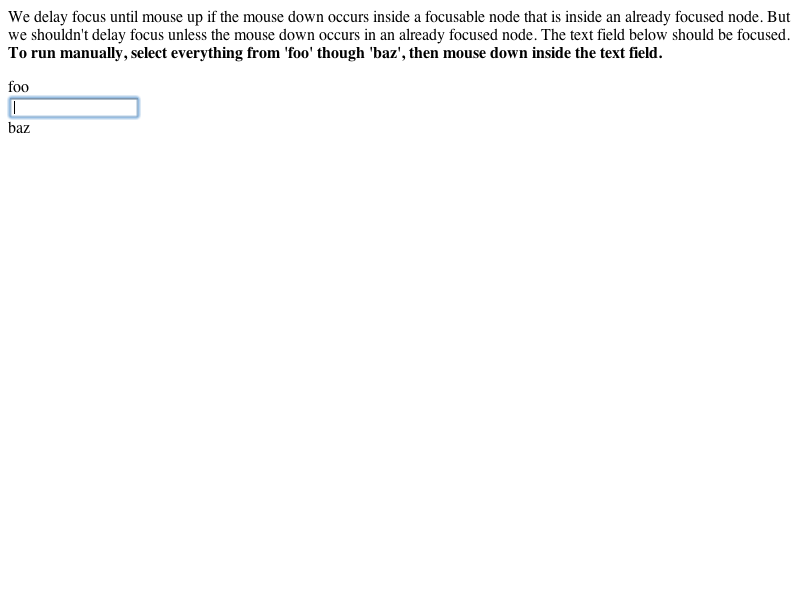 We delay focus until mouse up if the mouse down occurs inside a focusable node that is inside an already focused node. But
we shouldn't delay focus unless the mouse down occurs in an already focused node. The text field below should be focused.
To run manually, select everything from 'foo' though 'baz', then mouse down inside the text field.
foo
baz